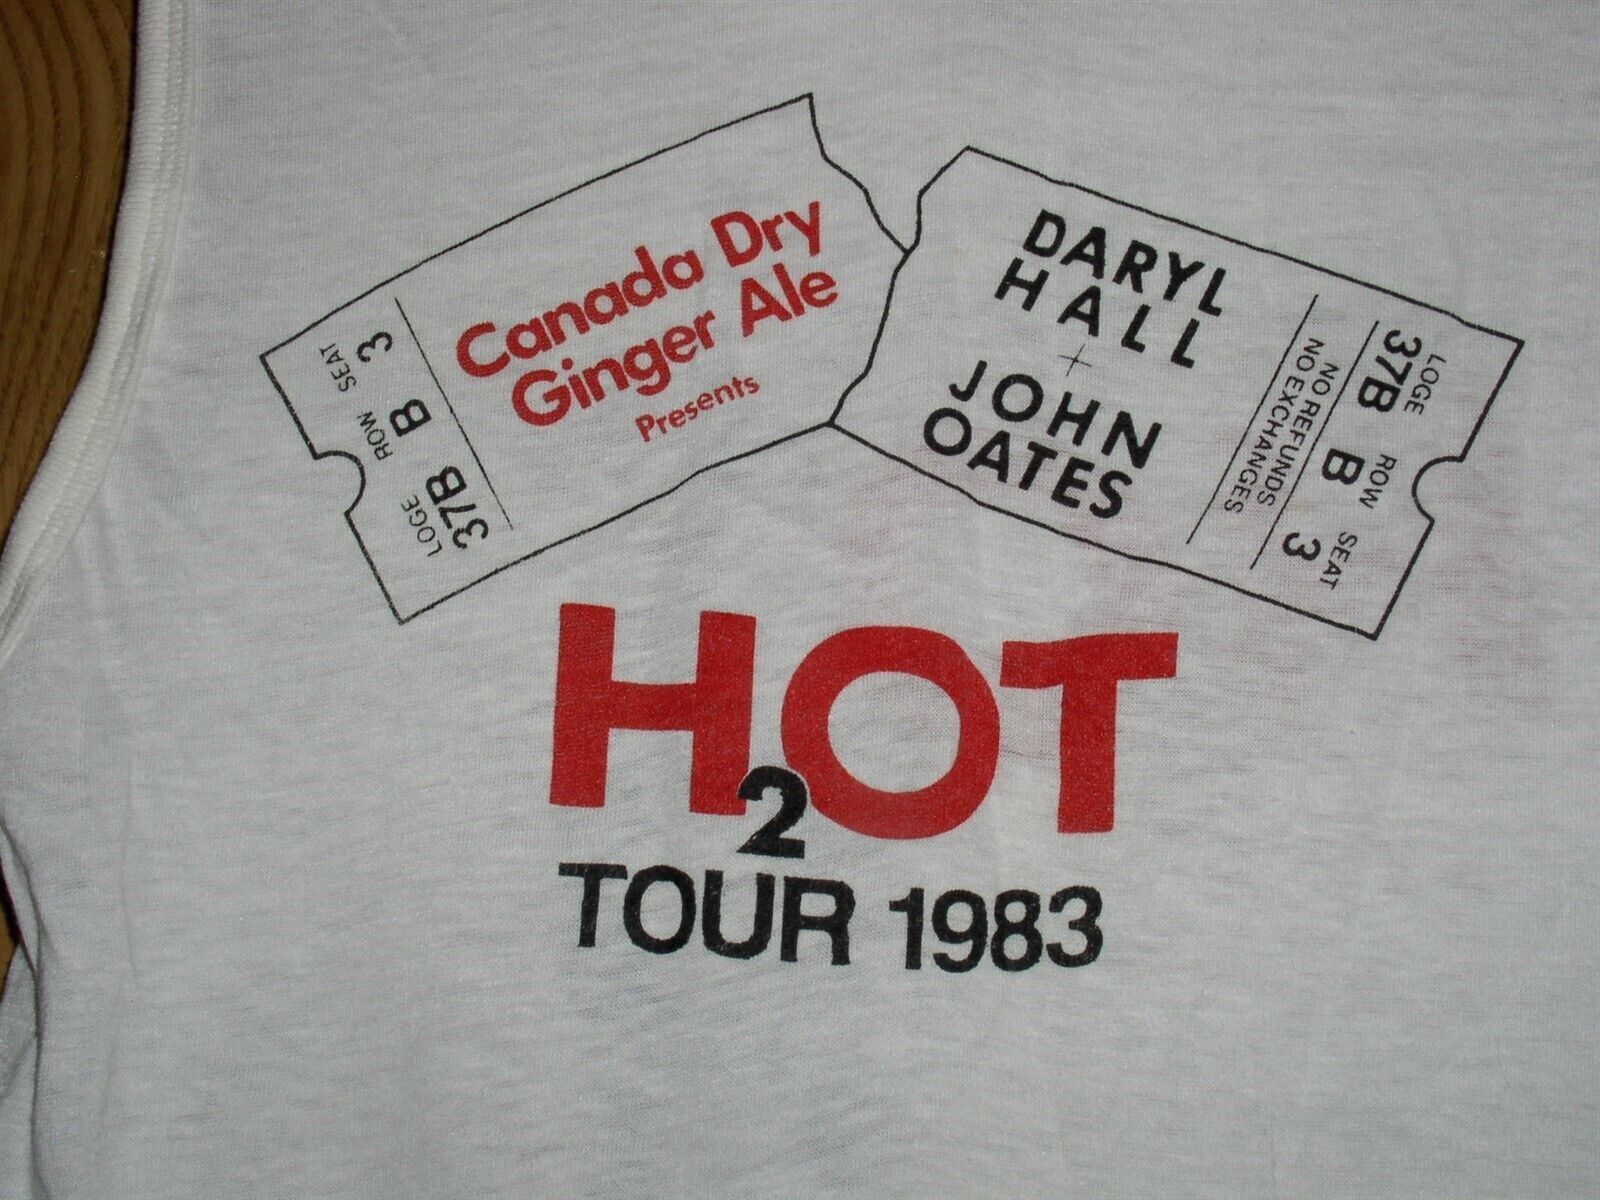 SEAT 3
ROW B
LOGE 37B
Canada Dry
Ginger Ale
Presents
DARYL
HALL
+
JOHN
OATES
NO REFUNDS
NO EXCHANGES
LOGE 37B
ROW B
SEAT 3
H2OT
TOUR 1983